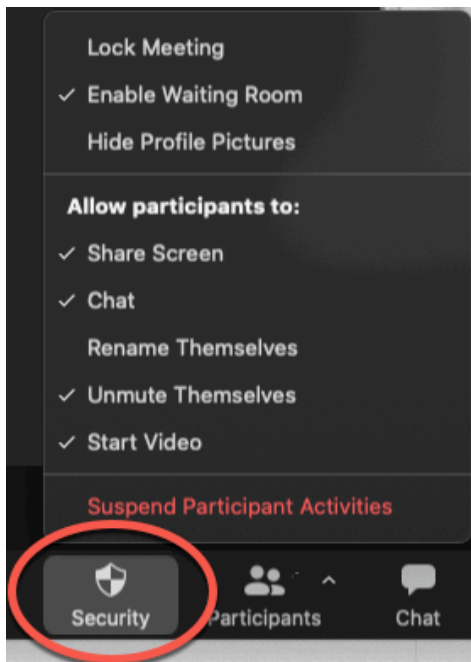 Lock Meeting
✓ Enable Waiting Room
Hide Profile Pictures
Allow participants to:
✓ Share Screen
✓ Chat
Rename Themselves
✓ Unmute Themselves
✓ Start Video
Suspend Participant Activities
Security Participants Chat